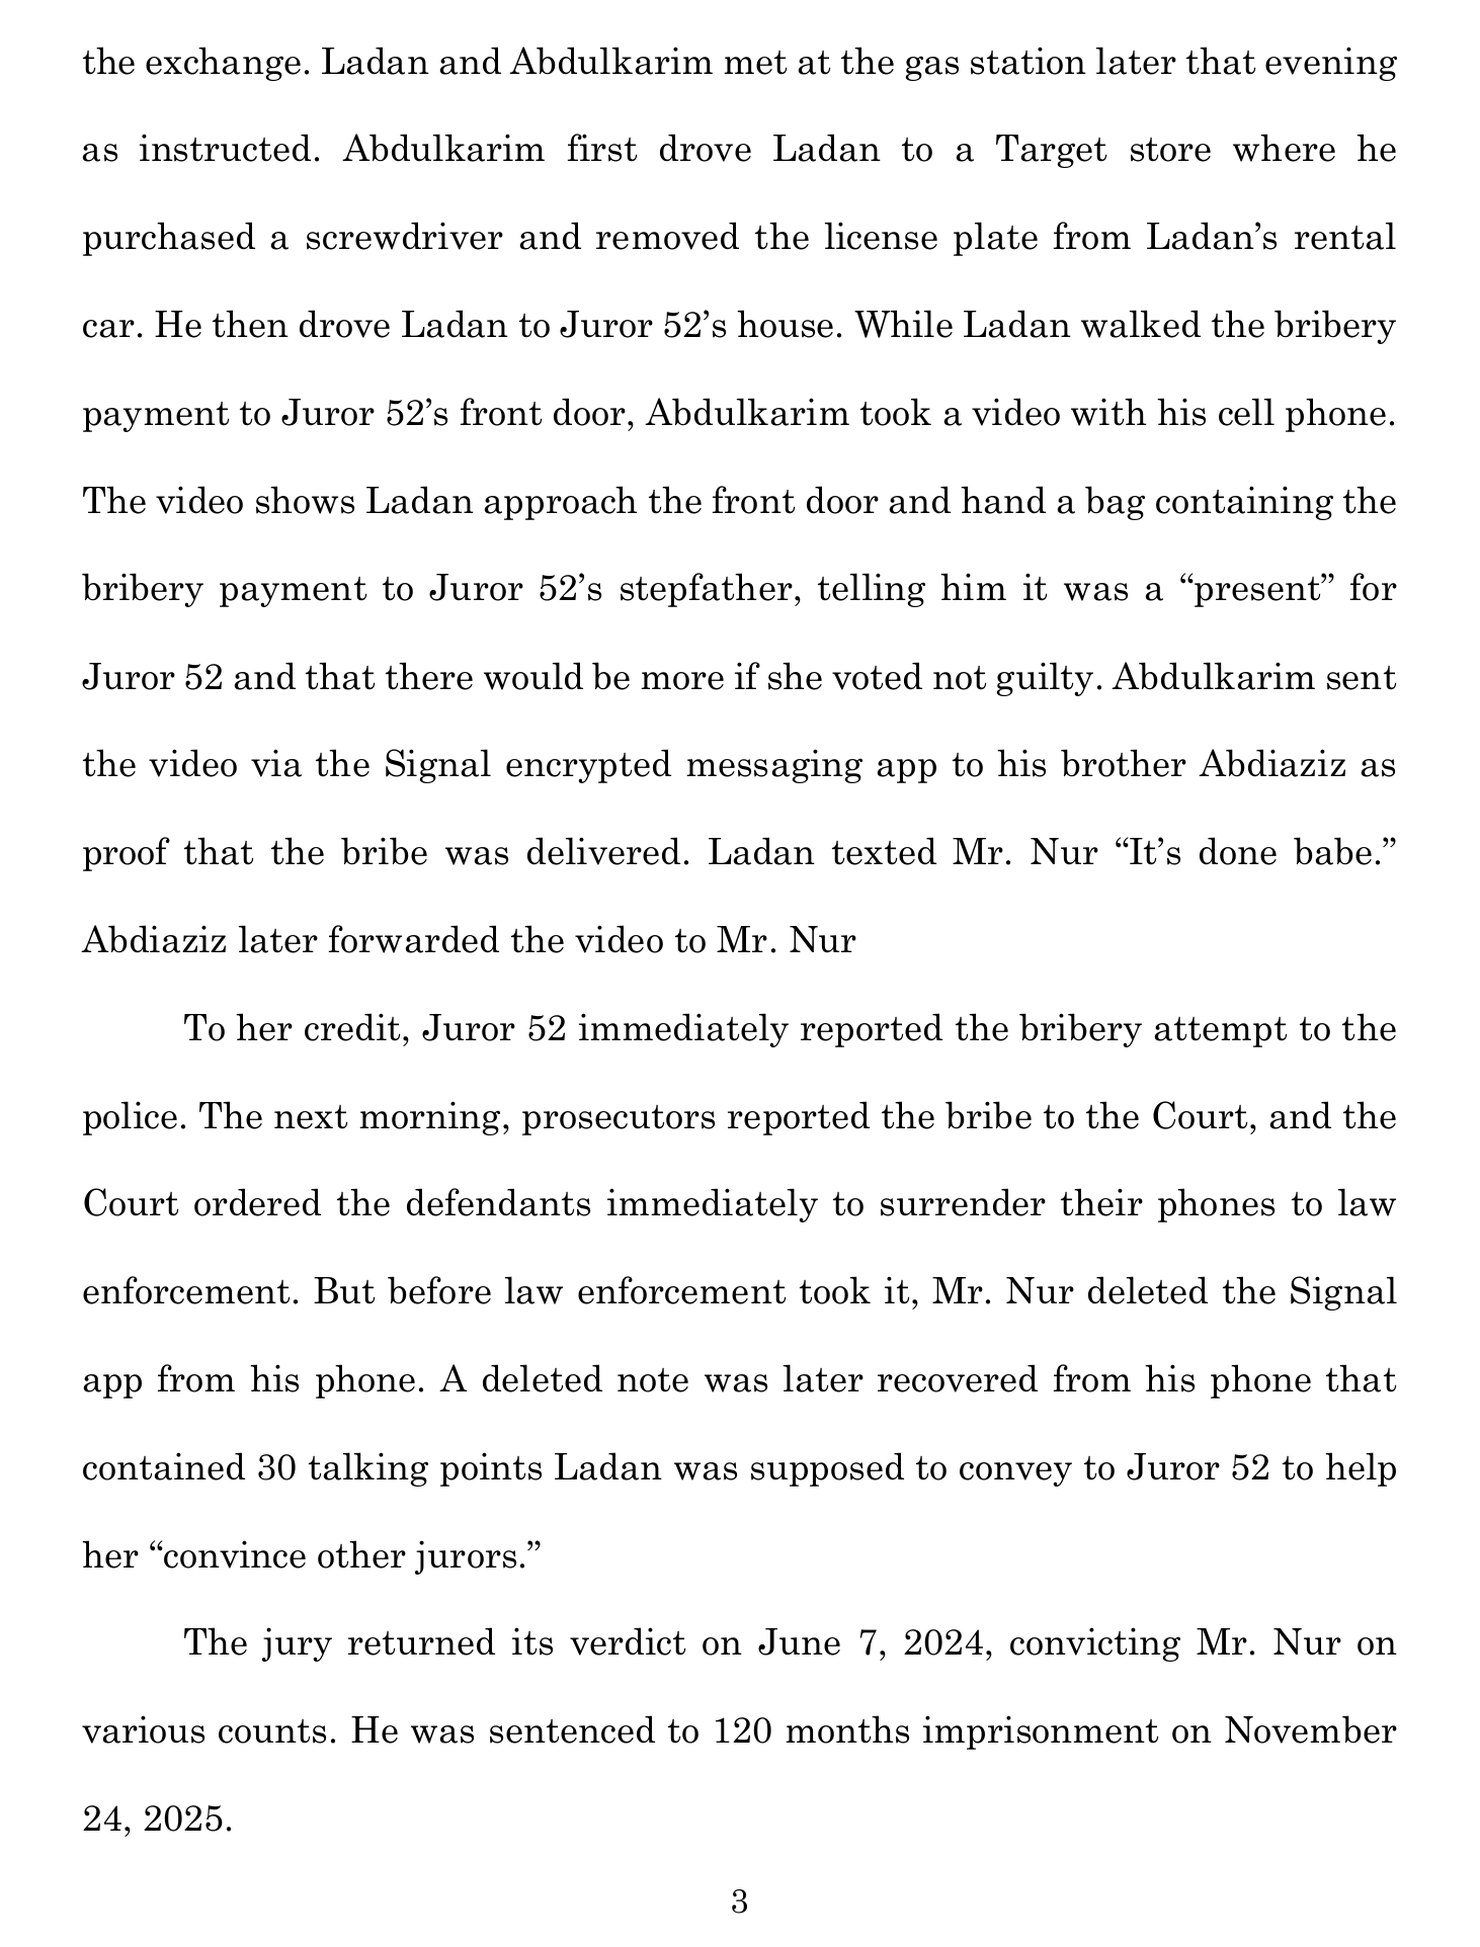 the exchange. Ladan and Abdulkarim met at the gas station later that evening
as instructed. Abdulkarim first drove Ladan to a Target store where he
purchased a screwdriver and removed the license plate from Ladan’s rental
car. He then drove Ladan to Juror 52’s house. While Ladan walked the bribery
payment to Juror 52’s front door, Abdulkarim took a video with his cell phone.
The video shows Ladan approach the front door and hand a bag containing the
bribery payment to Juror 52’s stepfather, telling him it was a “present” for
Juror 52 and that there would be more if she voted not guilty. Abdulkarim sent
the video via the Signal encrypted messaging app to his brother Abdiaziz as
proof that the bribe was delivered. Ladan texted Mr. Nur “It’s done babe.”
Abdiaziz later forwarded the video to Mr. Nur
To her credit, Juror 52 immediately reported the bribery attempt to the
police. The next morning, prosecutors reported the bribe to the Court, and the
Court ordered the defendants immediately to surrender their phones to law
enforcement. But before law enforcement took it, Mr. Nur deleted the Signal
app from his phone. A deleted note was later recovered from his phone that
contained 30 talking points Ladan was supposed to convey to Juror 52 to help
her “convince other jurors.”
The jury returned its verdict on June 7, 2024, convicting Mr. Nur on
various counts. He was sentenced to 120 months imprisonment on November
24, 2025.
3